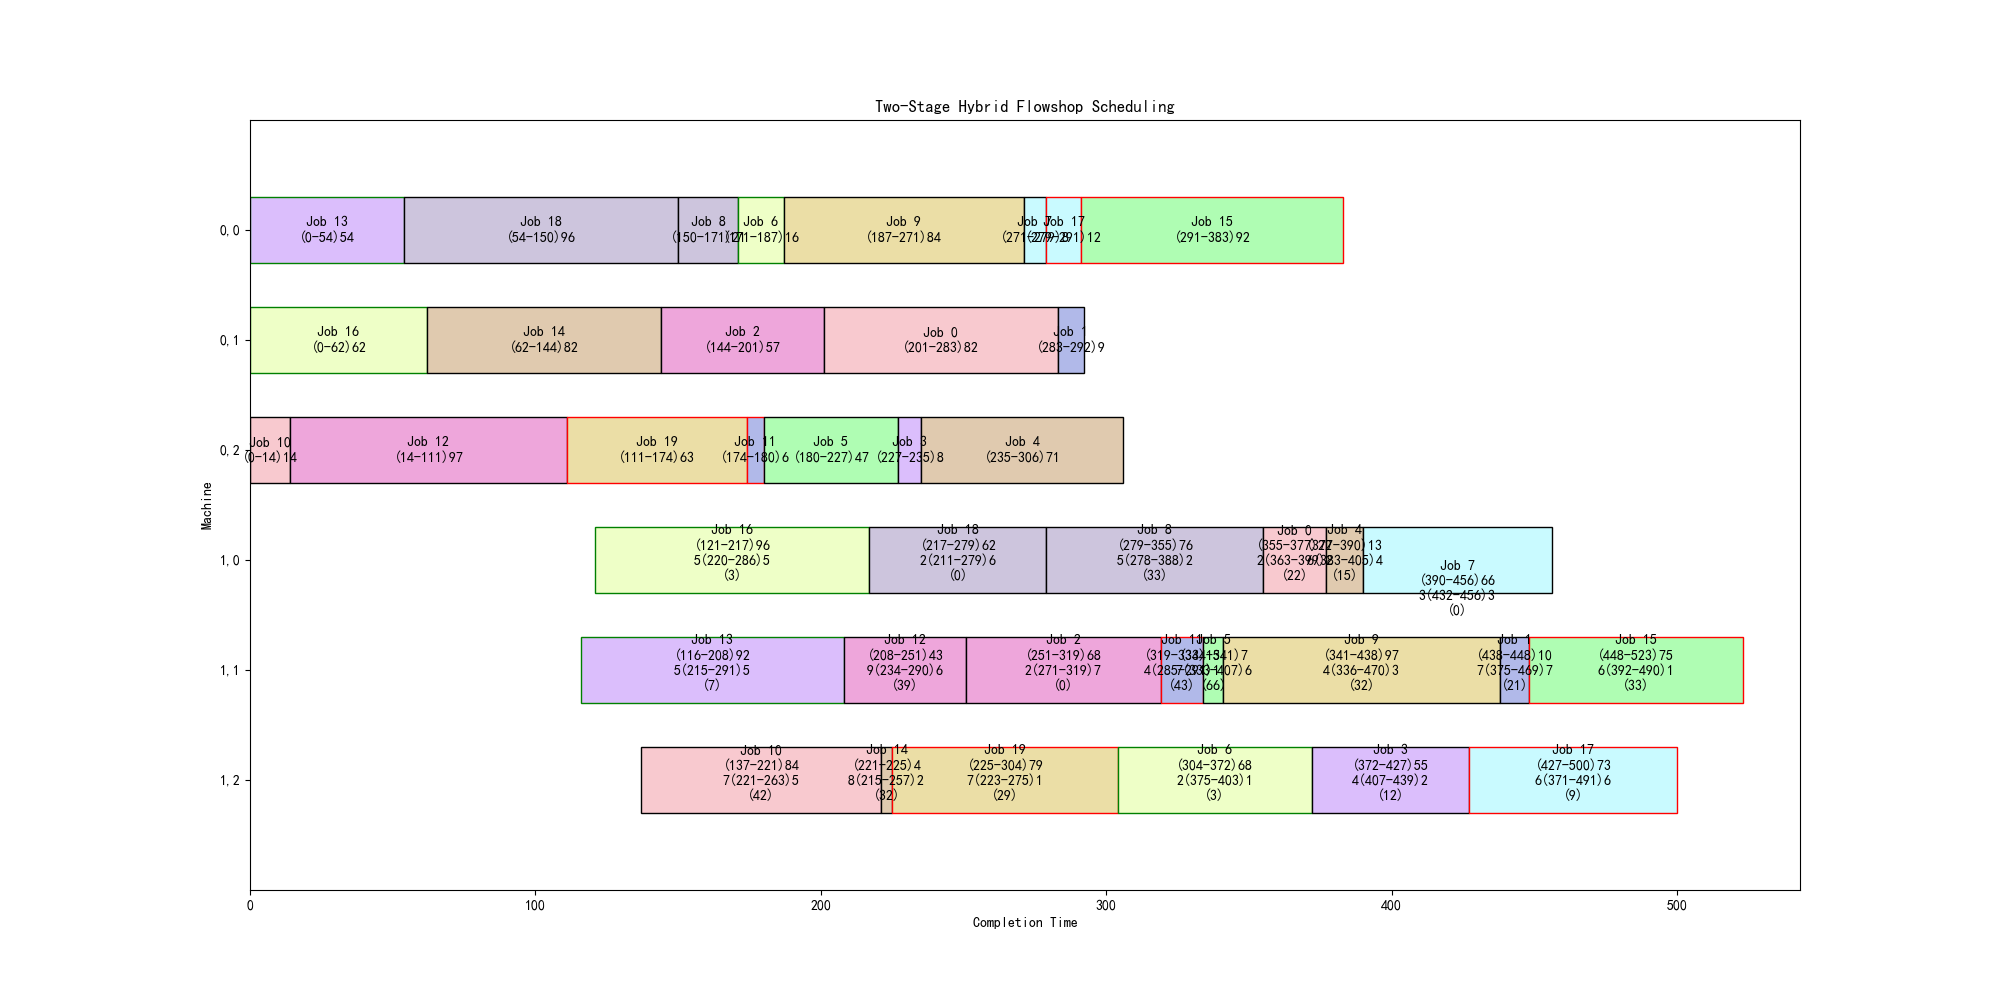 Two-Stage Hybrid Flowshop Scheduling
0,0
Job 13
(0-54)54
Job 18
(54-150)96
Job 8
(150-171)21
Job 6
(171-187)16
Job 9
(187-271)84
Job 7
(271-279)8
Job 17
(279-291)12
Job 15
(291-383)92
0,1
Job 16
(0-62)62
Job 14
(62-144)82
Job 2
(144-201)57
Job 0
(201-283)82
Job 1
(283-292)9
0,2
Job 10
(0-14)14
Job 12
(14-111)97
Job 19
(111-174)63
Job 11
(174-180)6
Job 5
(180-227)47
Job 3
(227-235)8
Job 4
(235-306)71
Machine
1,0
Job 16
(121-217)96
5(220-286)5
(3)
Job 18
(217-279)62
2(211-279)6
(0)
Job 8
(279-355)76
5(278-388)2
(33)
Job 0
(355-377)22
(22)
Job 4
(377-390)13
(15)
Job 7
(390-456)66
3(432-456)3
(0)
1,1
Job 13
(116-208)92
5(215-291)5
(7)
Job 12
(208-251)43
9(234-290)6
(39)
Job 2
(251-319)68
2(271-319)7
(0)
Job 11
(319-334)15
(43)
Job 5
(334-341)7
(66)
Job 9
(341-438)97
4(336-470)3
(32)
Job 1
(438-448)10
7(375-469)7
(21)
Job 15
(448-523)75
6(392-490)1
(33)
1,2
Job 10
(137-221)84
7(221-263)5
(42)
Job 14
(221-225)4
8(215-257)2
(32)
Job 19
(225-304)79
7(223-275)1
(29)
Job 6
(304-372)68
2(375-403)1
(3)
Job 3
(372-427)55
4(407-439)2
(12)
Job 17
(427-500)73
6(371-491)6
(9)
0
100
200
300
400
500
Completion Time